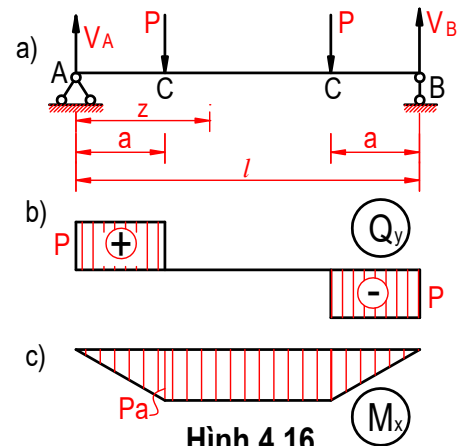 a)
V_A P P V_B
A C C B
z
a a
l
b)
P + Q_y
- P
c)
Pa M_x
Hình 4.16